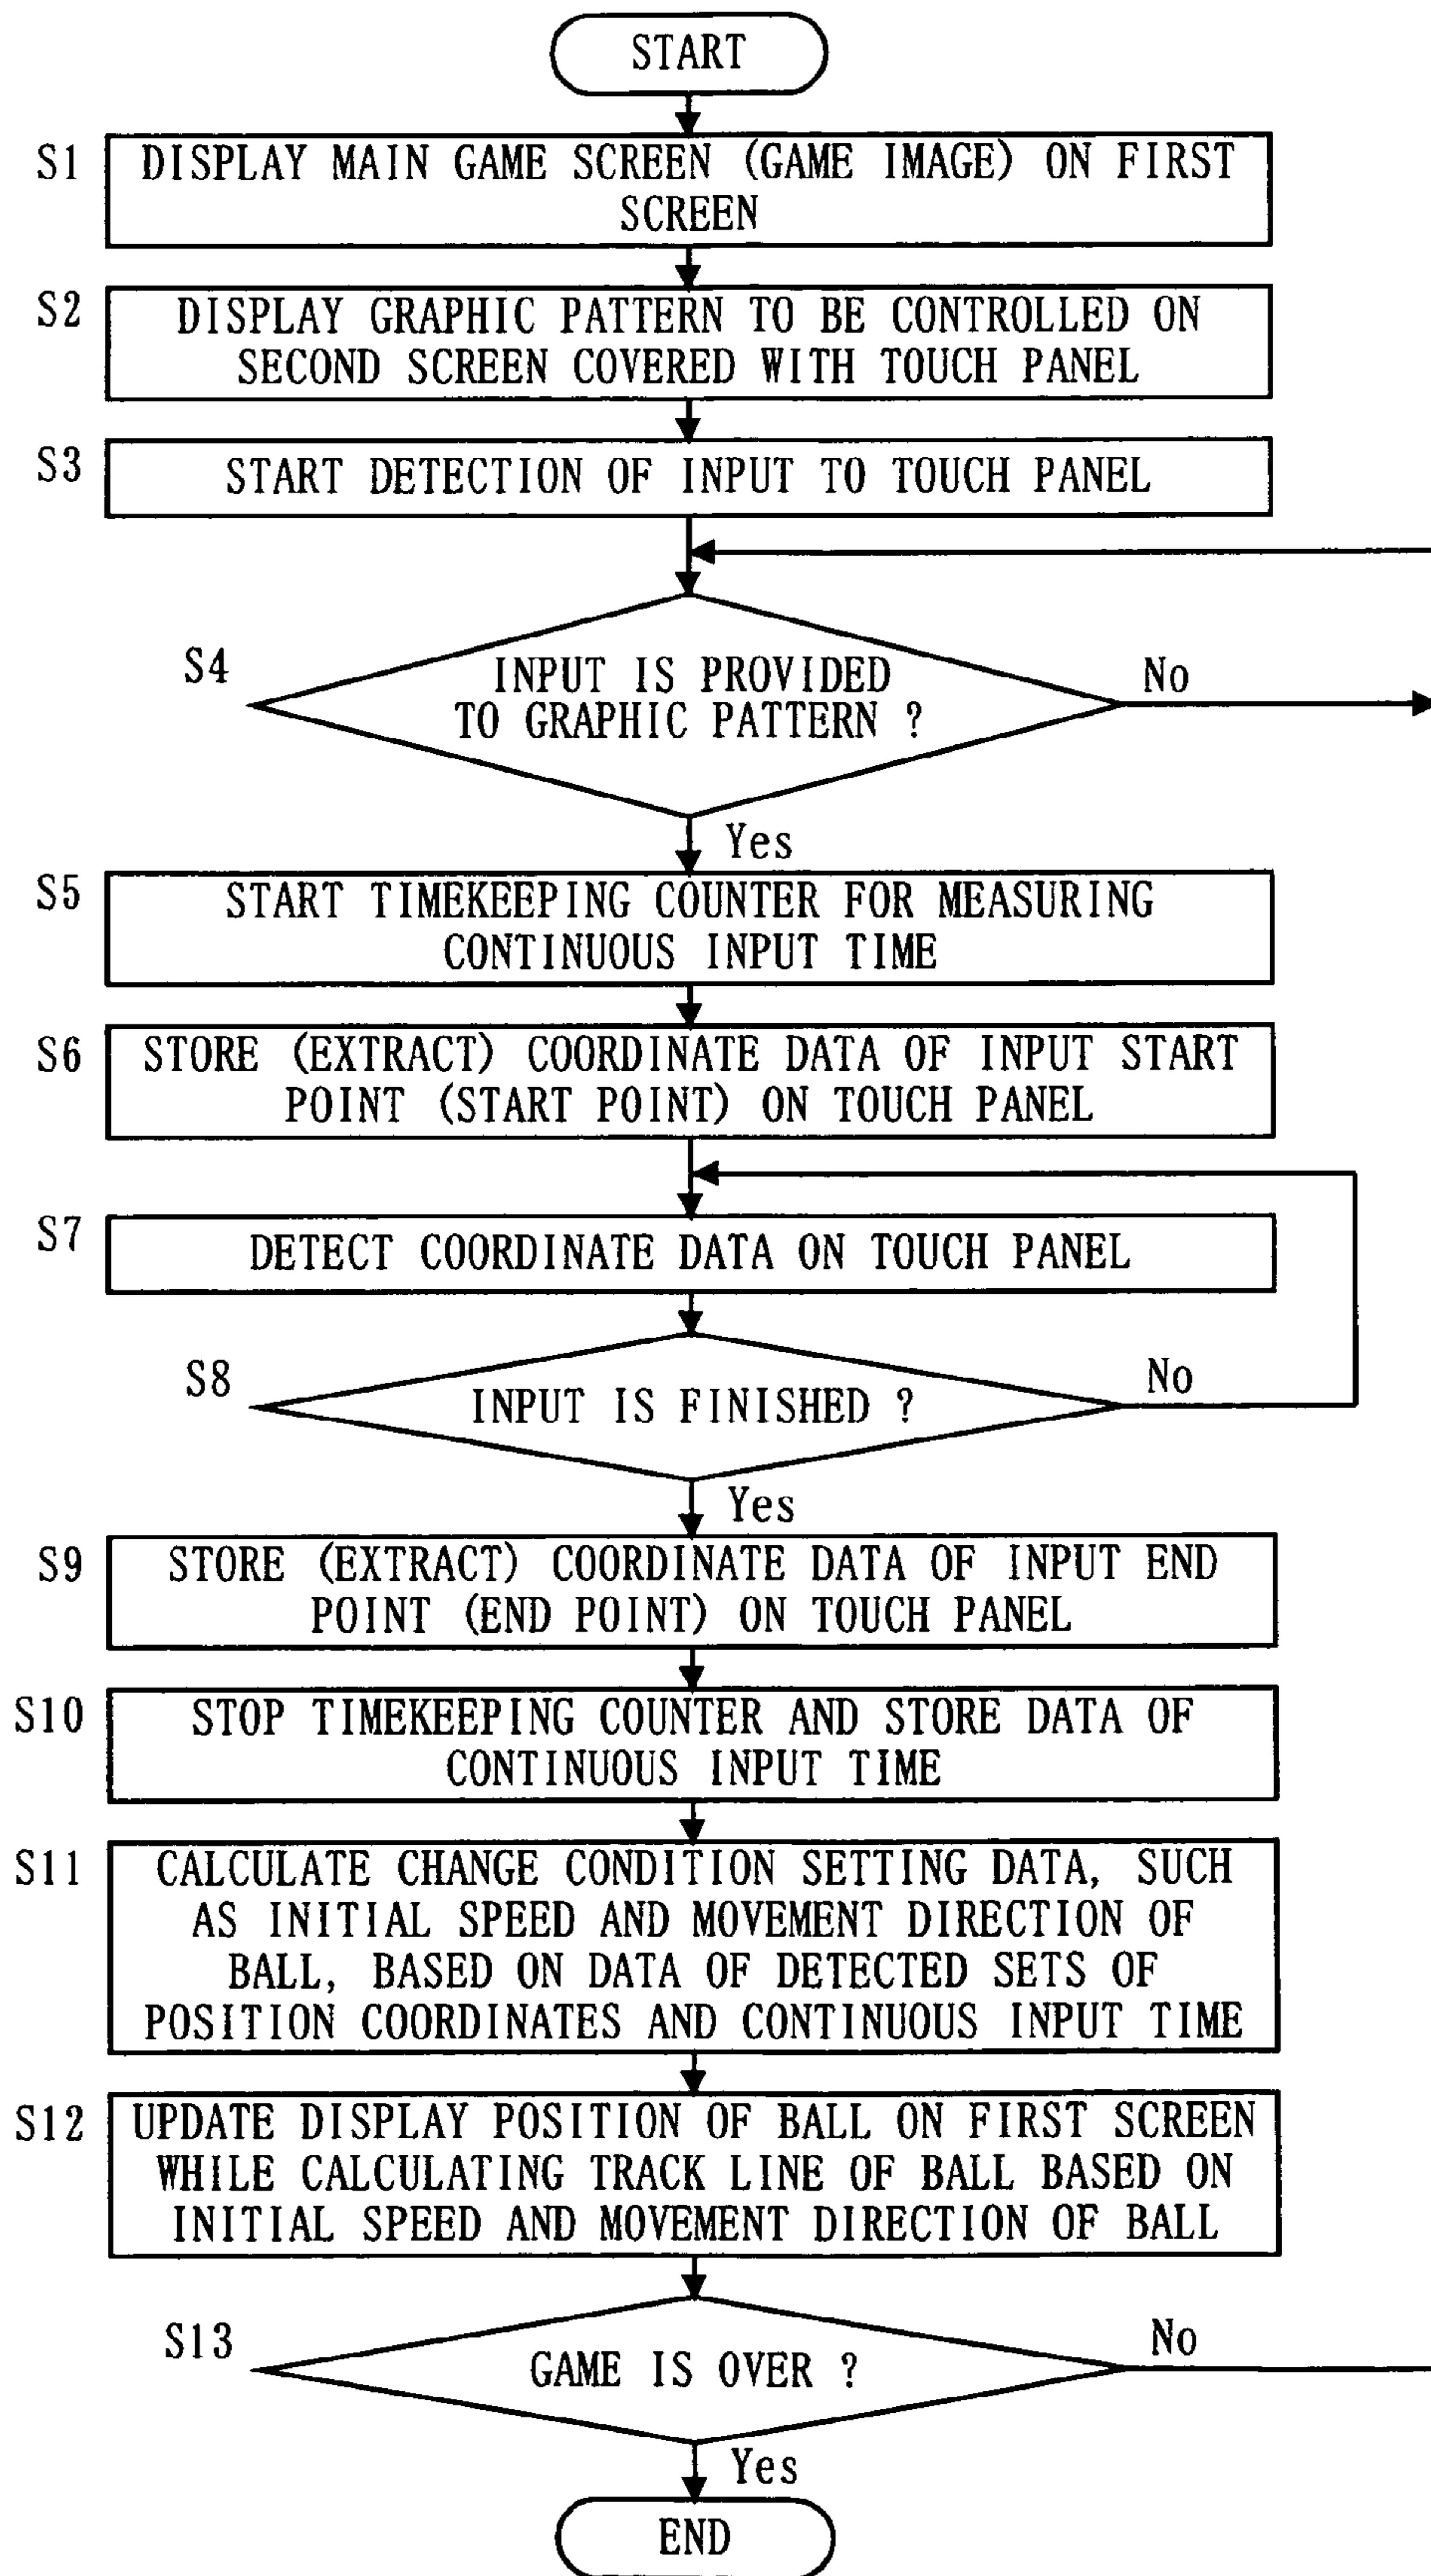 START
S1
DISPLAY MAIN GAME SCREEN (GAME IMAGE) ON FIRST
SCREEN
S2
DISPLAY GRAPHIC PATTERN TO BE CONTROLLED ON
SECOND SCREEN COVERED WITH TOUCH PANEL
S3
START DETECTION OF INPUT TO TOUCH PANEL
S4
INPUT IS PROVIDED
TO GRAPHIC PATTERN ?
No
Yes
S5
START TIMEKEEPING COUNTER FOR MEASURING
CONTINUOUS INPUT TIME
S6
STORE (EXTRACT) COORDINATE DATA OF INPUT START
POINT (START POINT) ON TOUCH PANEL
S7
DETECT COORDINATE DATA ON TOUCH PANEL
S8
INPUT IS FINISHED ?
No
Yes
S9
STORE (EXTRACT) COORDINATE DATA OF INPUT END
POINT (END POINT) ON TOUCH PANEL
S10
STOP TIMEKEEPING COUNTER AND STORE DATA OF
CONTINUOUS INPUT TIME
S11
CALCULATE CHANGE CONDITION SETTING DATA, SUCH
AS INITIAL SPEED AND MOVEMENT DIRECTION OF
BALL, BASED ON DATA OF DETECTED SETS OF
POSITION COORDINATES AND CONTINUOUS INPUT TIME
S12
UPDATE DISPLAY POSITION OF BALL ON FIRST SCREEN
WHILE CALCULATING TRACK LINE OF BALL BASED ON
INITIAL SPEED AND MOVEMENT DIRECTION OF BALL
S13
GAME IS OVER ?
No
Yes
END